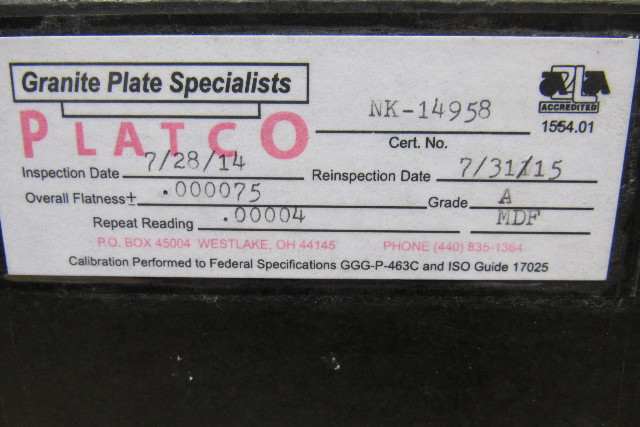 Granite Plate Specialists
PLATCO
NK-14958
Cert. No.
A2LA
ACCREDITED
1554.01
Inspection Date 7/28/14 Reinspection Date 7/31/15
Overall Flatness± .000075 Grade A
Repeat Reading .00004 MDF
P.O. BOX 45004 WESTLAKE, OH 44145 PHONE (440) 835-1364
Calibration Performed to Federal Specifications GGG-P-463C and ISO Guide 17025